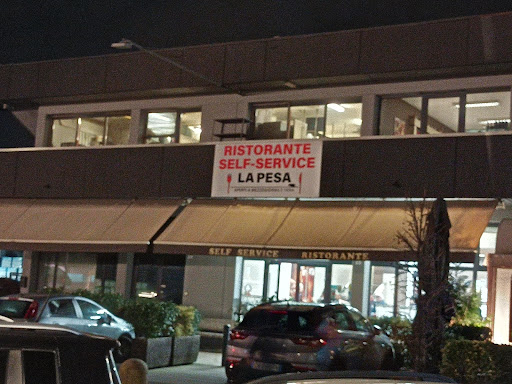 RISTORANTE
SELF-SERVICE
LA PESA
SELF SERVICE RISTORANTE